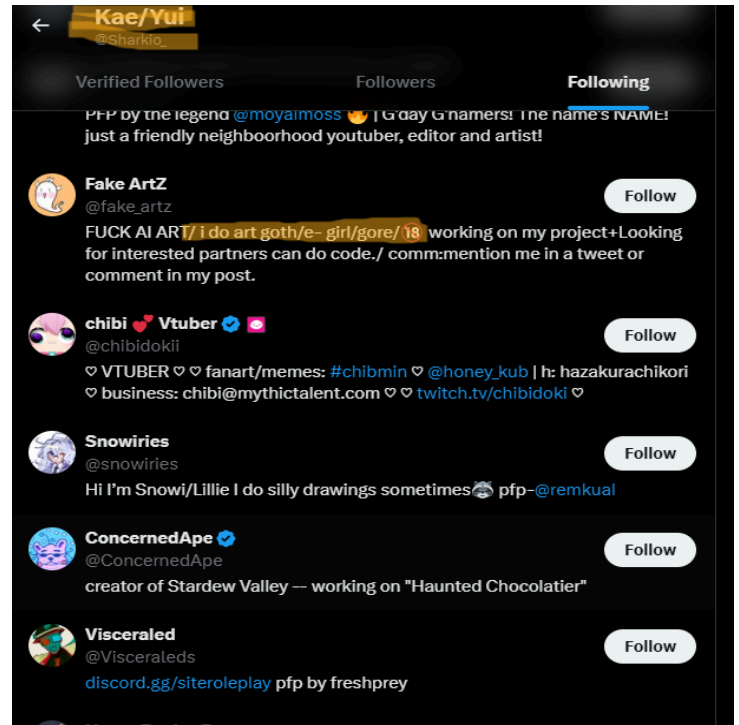 Kae/Yui
@Sharkio_
Verified Followers
Followers
Following
PFP by the legend @moyaimoss 🔥 | G'day G'namers! The name's NAME!
just a friendly neighboorhood youtuber, editor and artist!
Fake ArtZ
@fake_artz
Follow
FUCK AI ART/ i do art goth/e- girl/gore/🔞 working on my project+Looking
for interested partners can do code./ comm:mention me in a tweet or
comment in my post.
chibi 💕 Vtuber
@chibidokii
Follow
♡ VTUBER ♡ ♡ fanart/memes: #chibmin ♡ @honey_kub | h: hazakurachikori
♡ business: chibi@mythictalent.com ♡ ♡ twitch.tv/chibidoki ♡
Snowiries
@snowiries
Follow
Hi I'm Snowi/Lillie I do silly drawings sometimes🦝 pfp-@remkual
ConcernedApe
@ConcernedApe
Follow
creator of Stardew Valley -- working on "Haunted Chocolatier"
Visceraled
@Visceraleds
Follow
discord.gg/siteroleplay pfp by freshprey